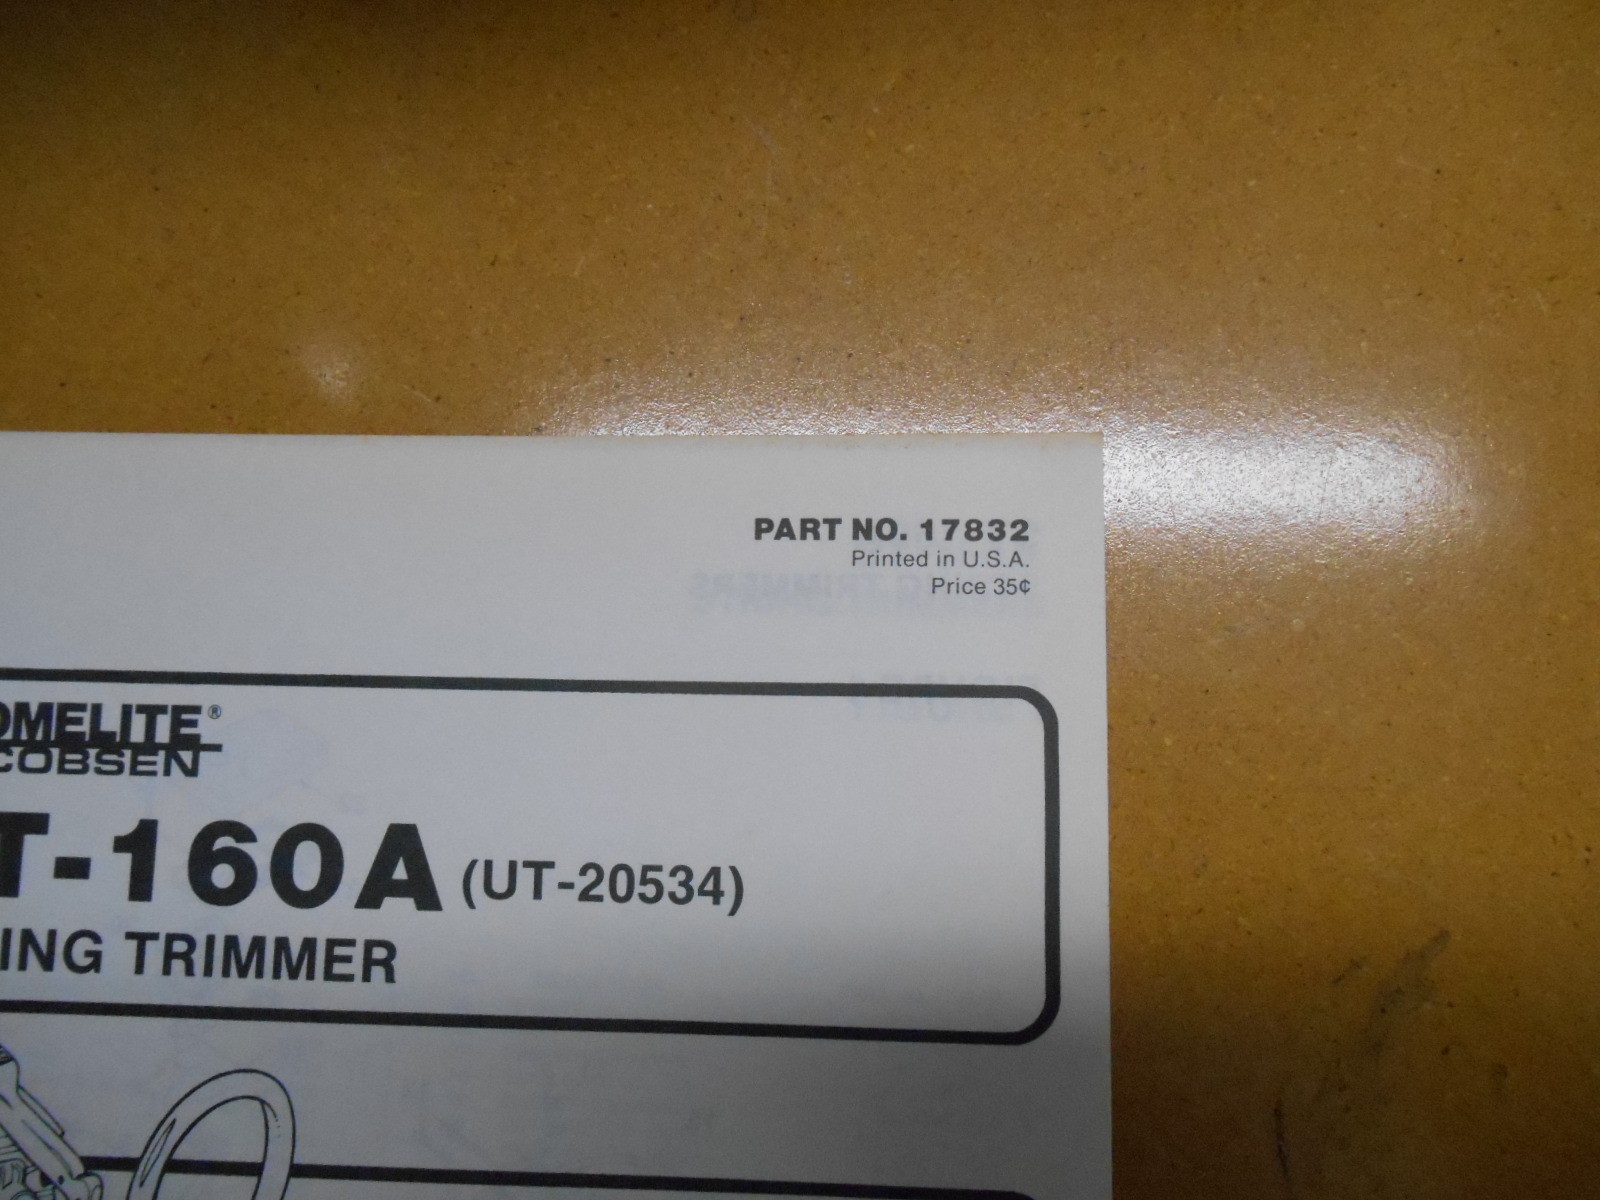 PART NO. 17832
Printed in U.S.A.
Price 35¢
OMELITE®
COBSEN
T-160A (UT-20534)
ING TRIMMER